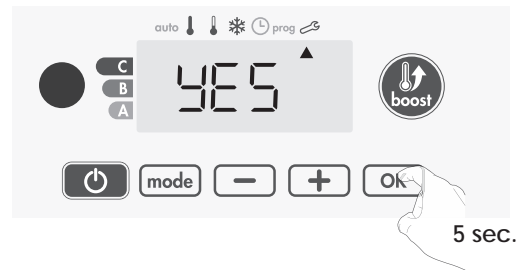 auto prog
C
B
A
YES
boost
mode − + OK
5 sec.